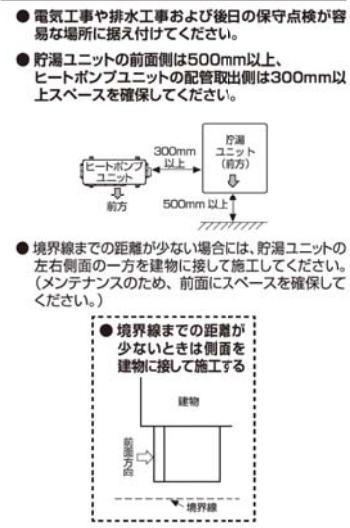 ● 電気工事や排水工事および後日の保守点検が容
易な場所に据え付けてください。
● 貯湯ユニットの前面側は500mm以上、
ヒートポンプユニットの配管取出側は300mm以
上スペースを確保してください。
300mm
以上
ヒートポンプ
ユニット
前方
貯湯
ユニット
（前方）
500mm 以上
● 境界線までの距離が少ない場合には、貯湯ユニットの
左右側面の一方を建物に接して施工してください。
（メンテナンスのため、前面にスペースを確保して
ください。）
● 境界線までの距離が
少ないときは側面を
建物に接して施工する
建物
前面方向
境界線